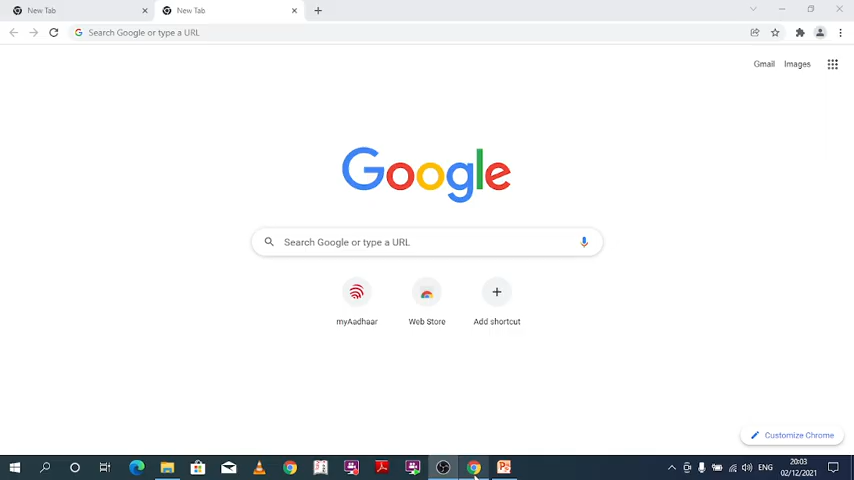 New Tab
New Tab
Search Google or type a URL
Gmail Images
Google
Search Google or type a URL
myAadhaar Web Store Add shortcut
Customize Chrome
ENG
20:03
02/12/2021